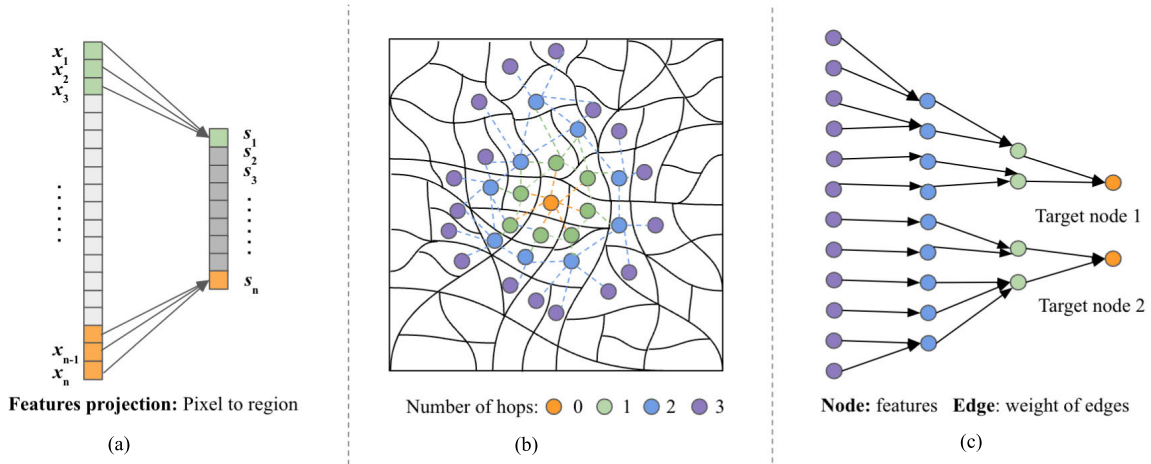 x1
x2
x3
xn-1
xn
s1
s2
s3
sn
Features projection: Pixel to region
(a)
Number of hops: 0 1 2 3
(b)
Target node 1
Target node 2
Node: features Edge: weight of edges
(c)